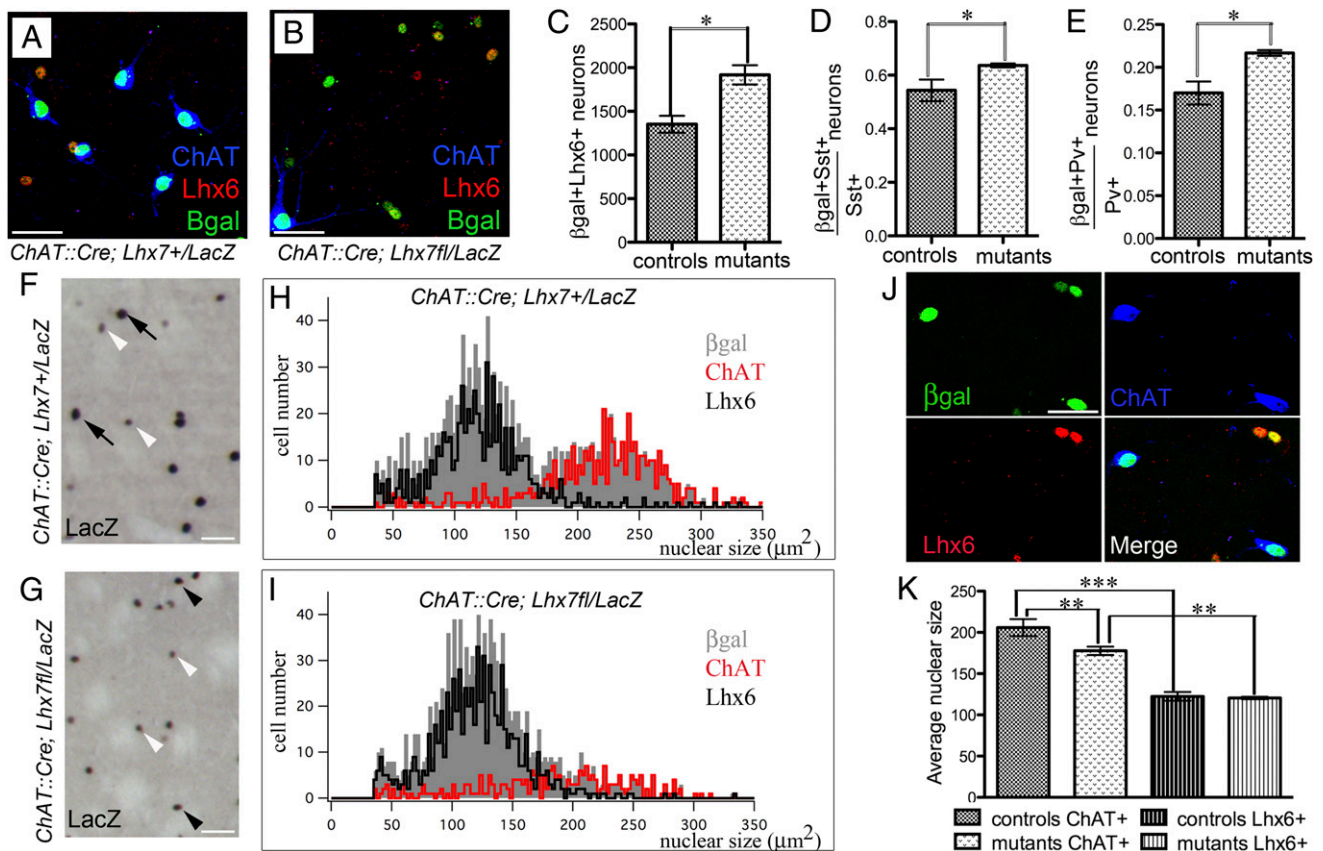 A
ChAT
Lhx6
Bgal
ChAT::Cre; Lhx7+/LacZ
B
ChAT
Lhx6
Bgal
ChAT::Cre; Lhx7fl/LacZ
C
βgal+Lhx6+ neurons
2500
2000
1500
1000
500
0
*
controls
mutants
D
βgal+Sst+
Sst+
neurons
0.8
0.6
0.4
0.2
0.0
*
controls
mutants
E
βgal+Pv+
Pv+
neurons
0.25
0.20
0.15
0.10
0.05
0.00
*
controls
mutants
F
ChAT::Cre; Lhx7+/LacZ
LacZ
G
ChAT::Cre; Lhx7fl/LacZ
LacZ
H
ChAT::Cre; Lhx7+/LacZ
βgal
ChAT
Lhx6
cell number
40
30
20
10
0
0 50 100 150 200 250 300 350
nuclear size (μm²)
I
ChAT::Cre; Lhx7fl/LacZ
βgal
ChAT
Lhx6
cell number
40
30
20
10
0
0 50 100 150 200 250 300 350
nuclear size (μm²)
J
βgal
ChAT
Lhx6
Merge
K
Average nuclear size
250
200
150
100
50
0
***
** **
controls ChAT+ controls Lhx6+
mutants ChAT+ mutants Lhx6+